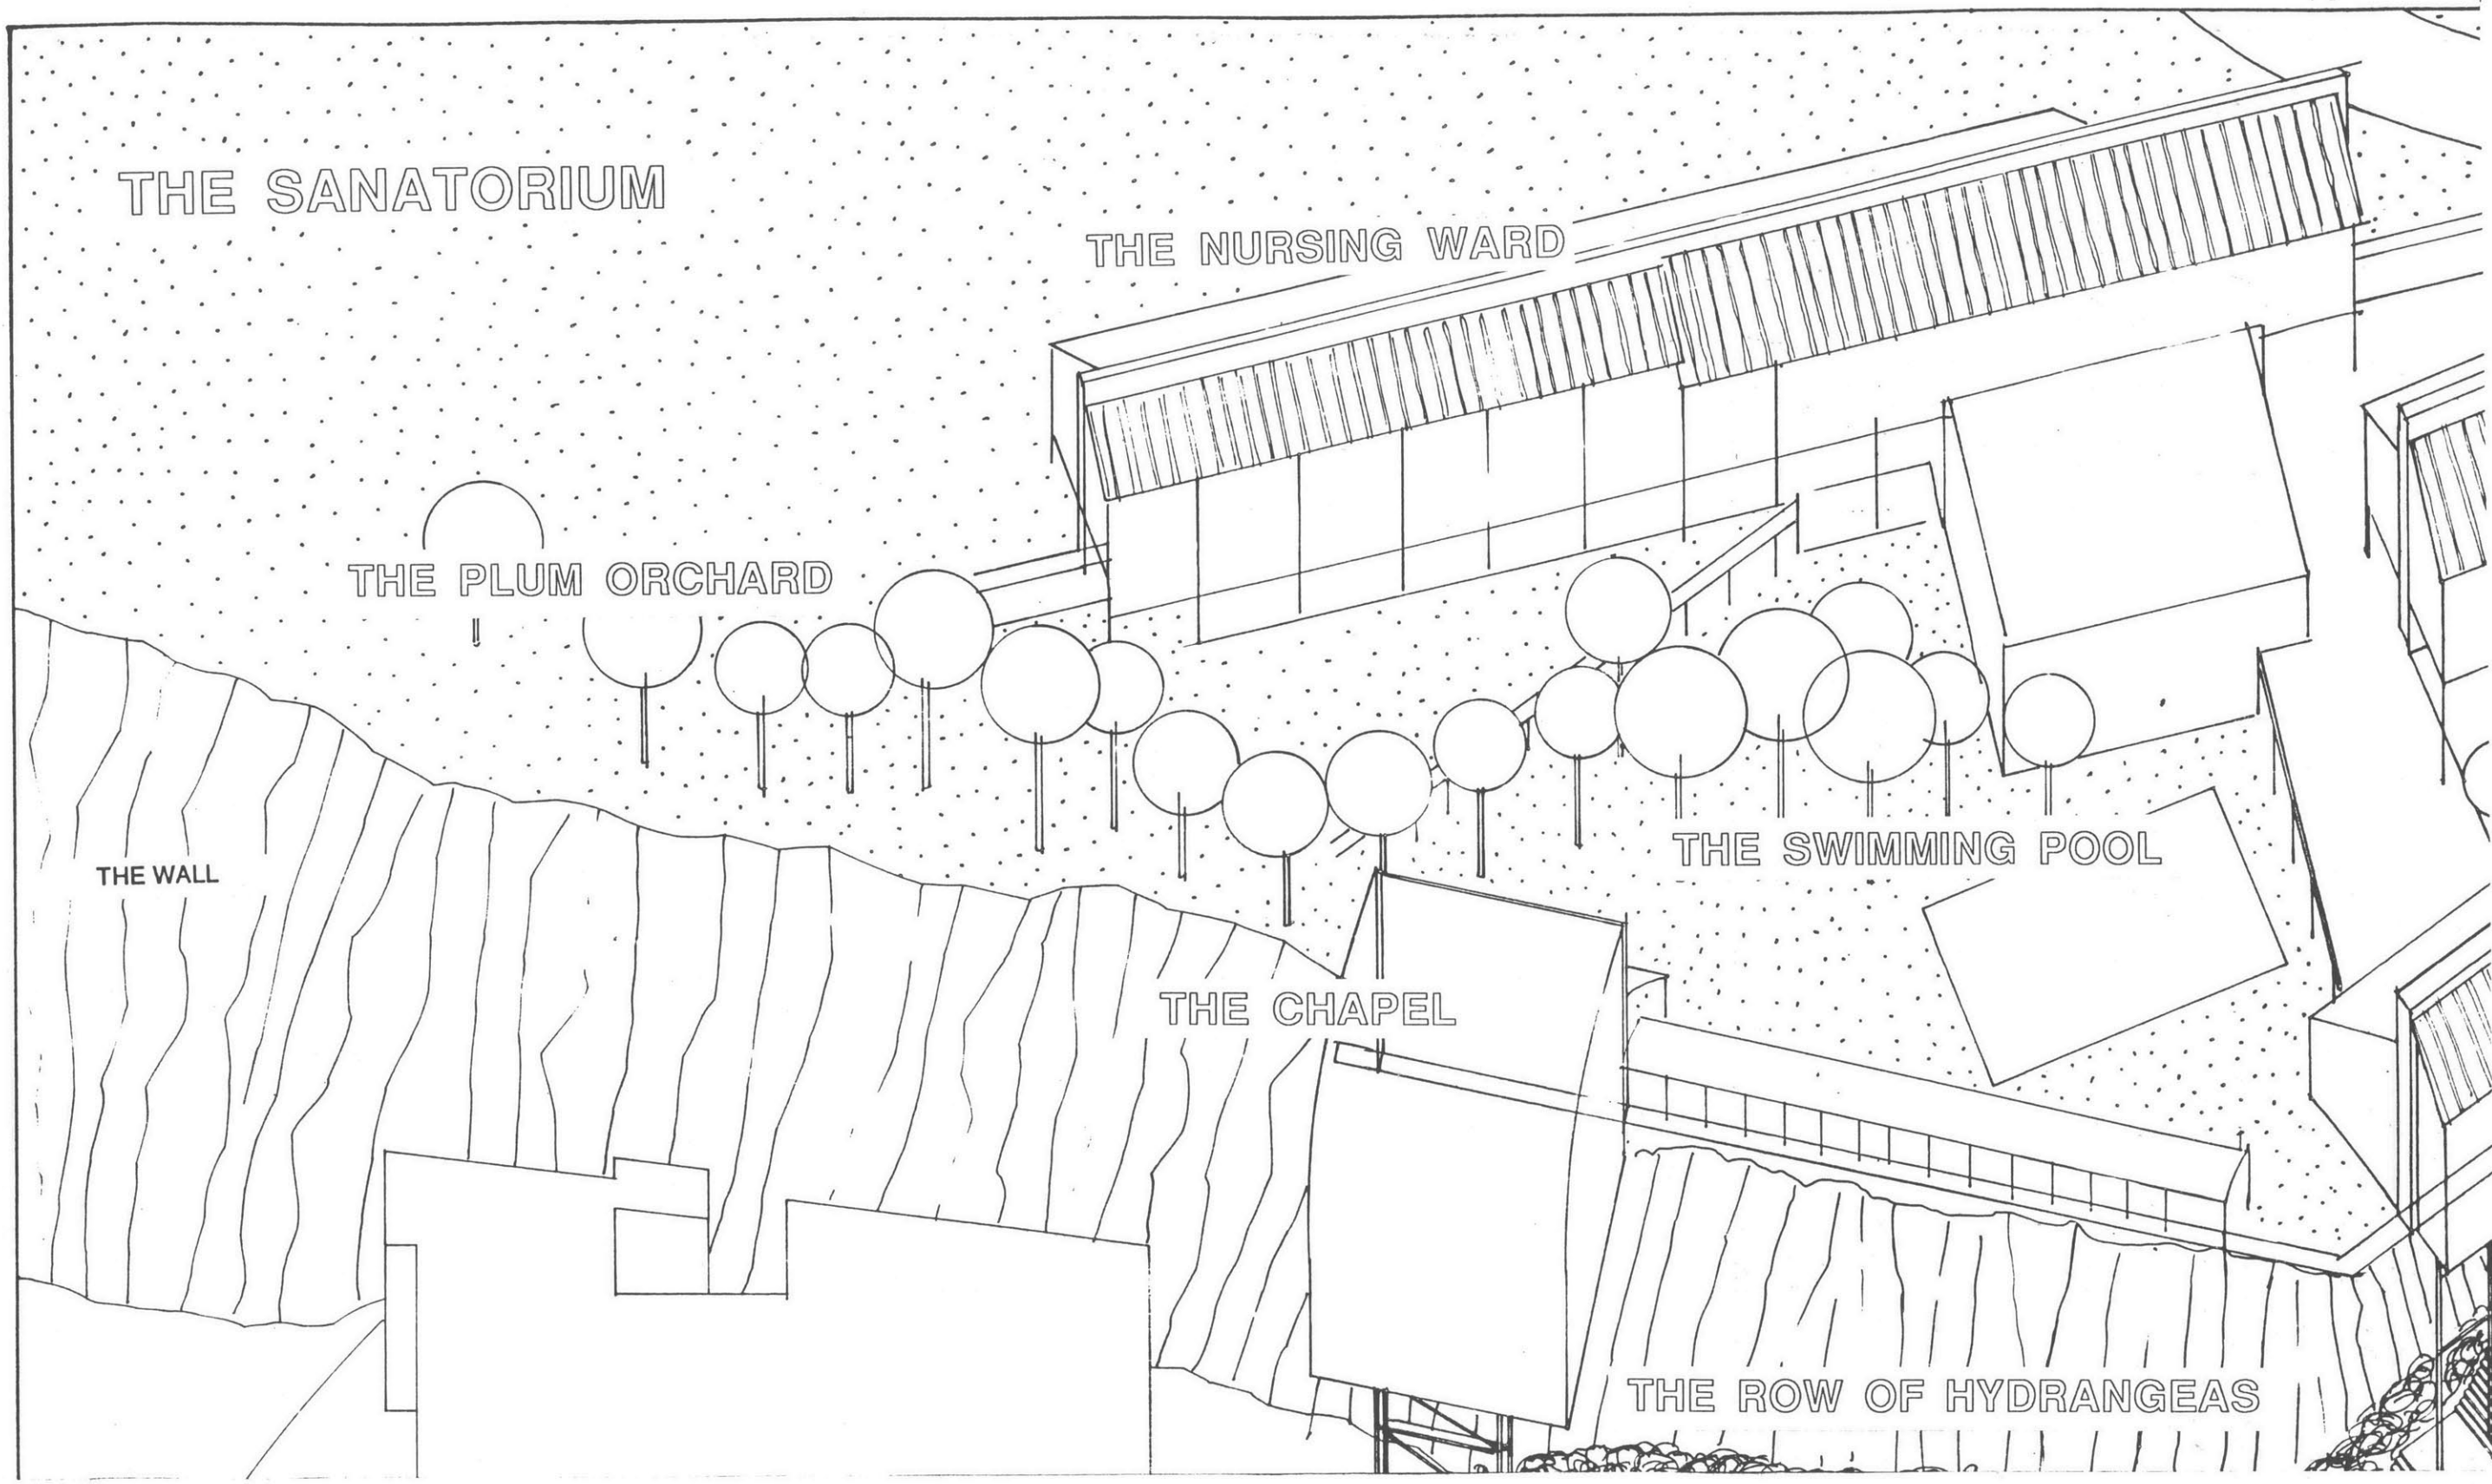 THE SANATORIUM
THE NURSING WARD
THE PLUM ORCHARD
THE SWIMMING POOL
THE WALL
THE CHAPEL
THE ROW OF HYDRANGEAS